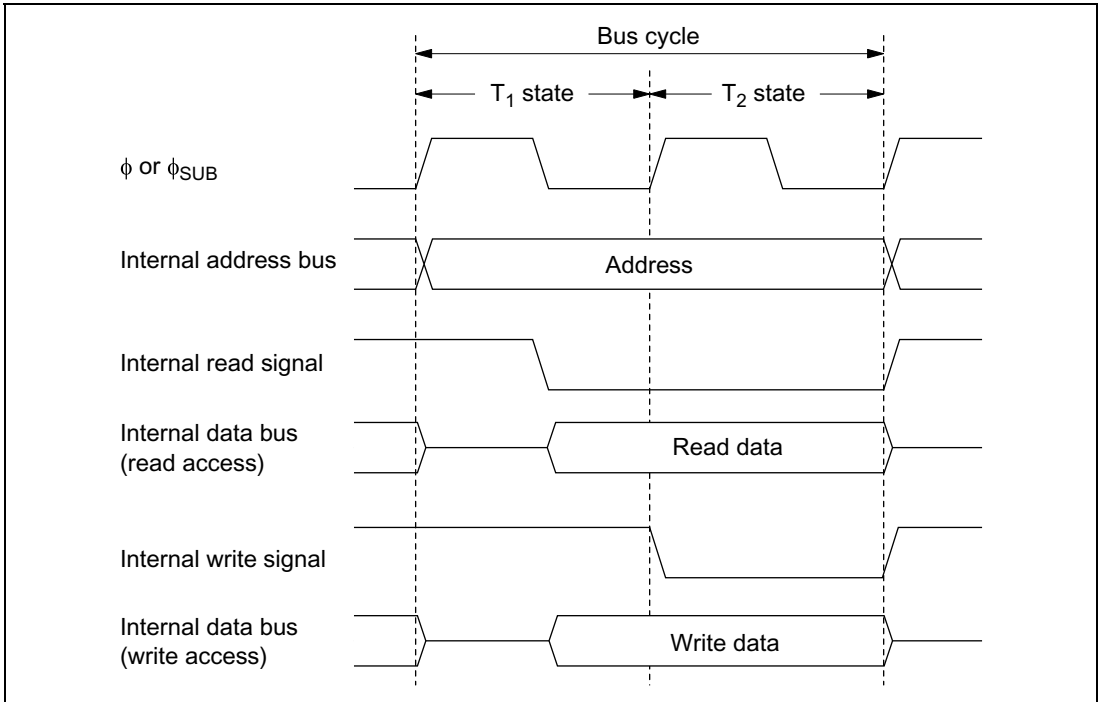 Bus cycle
T₁ state
T₂ state
ϕ or ϕSUB
Internal address bus
Address
Internal read signal
Internal data bus
(read access)
Read data
Internal write signal
Internal data bus
(write access)
Write data